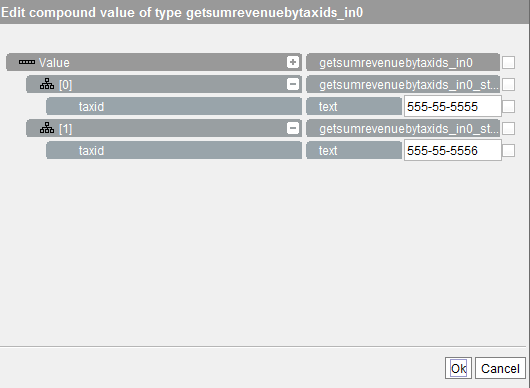 Edit compound value of type getsumrevenuebytaxids_in0
Value getsumrevenuebytaxids_in0
[0] getsumrevenuebytaxids_in0_st...
taxid text 555-55-5555
[1] getsumrevenuebytaxids_in0_st...
taxid text 555-55-5556
Ok Cancel